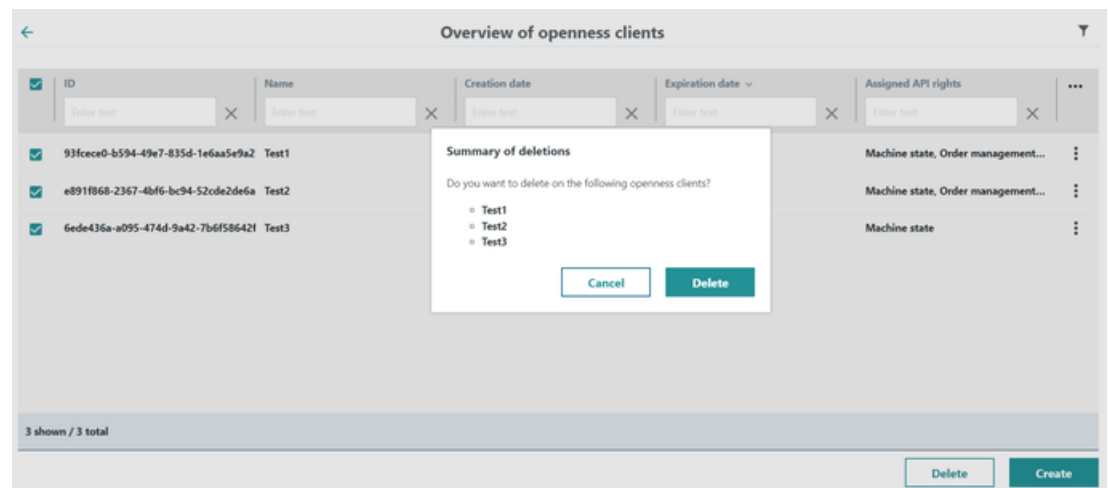 Overview of openness clients
ID Name Creation date Expiration date Assigned API rights
Enter text Enter text Enter text Enter text Enter text
93fcece0-b594-49e7-835d-1e6aa5e9a2 Test1 Machine state, Order management...
e891f868-2367-4bf6-bc94-52cde2de6a Test2 Machine state, Order management...
6ede436a-a095-474d-9a42-7b6f58642f Test3 Machine state
Summary of deletions
Do you want to delete on the following openness clients?
Test1
Test2
Test3
Cancel Delete
3 shown / 3 total
Delete Create